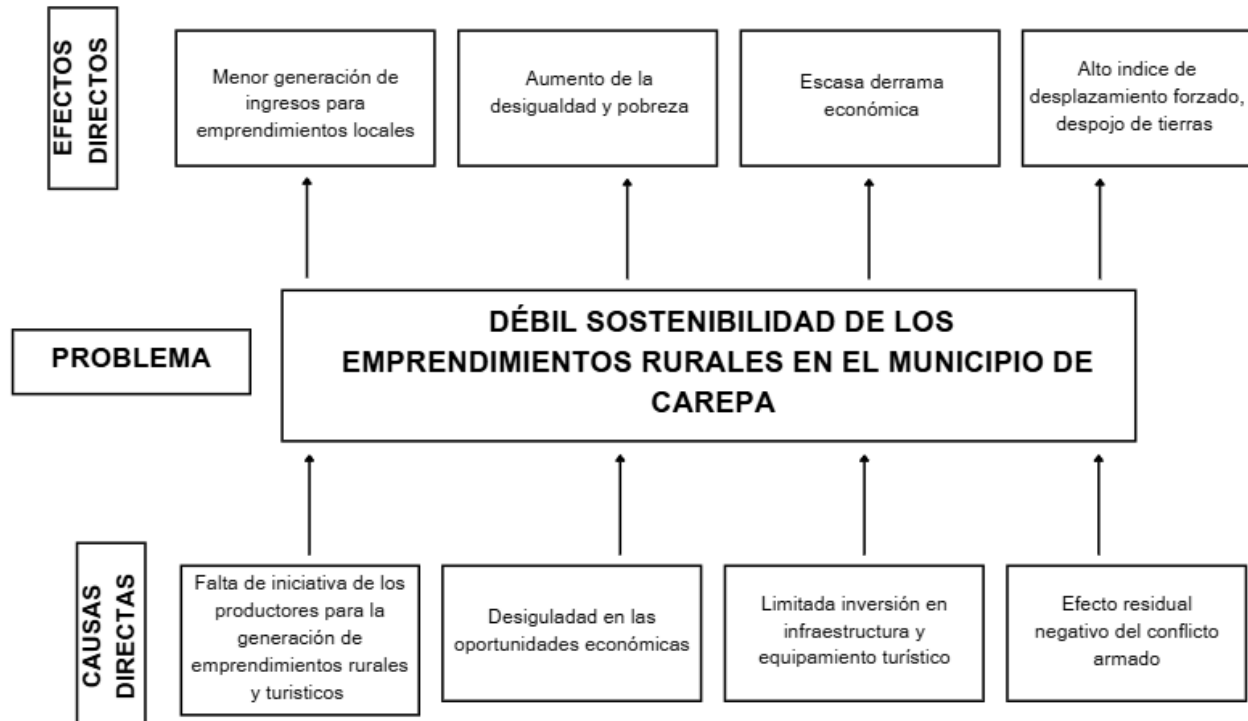 EFECTOS
DIRECTOS
Menor generación de
ingresos para
emprendimientos locales
Aumento de la
desigualdad y pobreza
Escasa derrama
económica
Alto indice de
desplazamiento forzado,
despojo de tierras
PROBLEMA
DÉBIL SOSTENIBILIDAD DE LOS
EMPRENDIMIENTOS RURALES EN EL MUNICIPIO DE
CAREPA
CAUSAS
DIRECTAS
Falta de iniciativa de los
productores para la
generación de
emprendimientos rurales
y turisticos
Desiguladad en las
oportunidades económicas
Limitada inversión en
infraestructura y
equipamiento turístico
Efecto residual
negativo del conflicto
armado